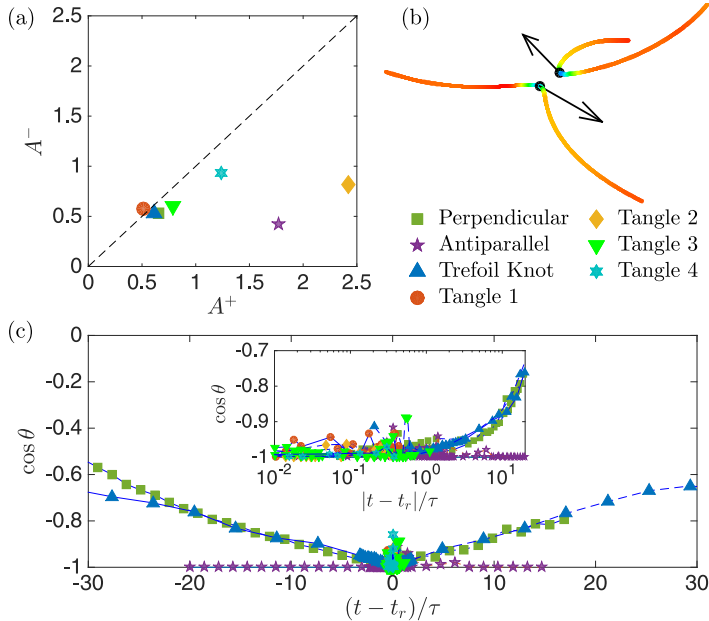 (a)
2.5
2
1.5
1
0.5
0
A⁻
0 0.5 1 1.5 2 2.5
A⁺
(b)
Perpendicular
Antiparallel
Trefoil Knot
Tangle 1
Tangle 2
Tangle 3
Tangle 4
(c)
0
-0.2
-0.4
-0.6
-0.8
-1
cos θ
-30 -20 -10 0 10 20 30
(t − tᵣ)/τ
-0.7
-0.8
-0.9
-1
cos θ
10⁻² 10⁻¹ 10⁰ 10¹
|t − tᵣ|/τ